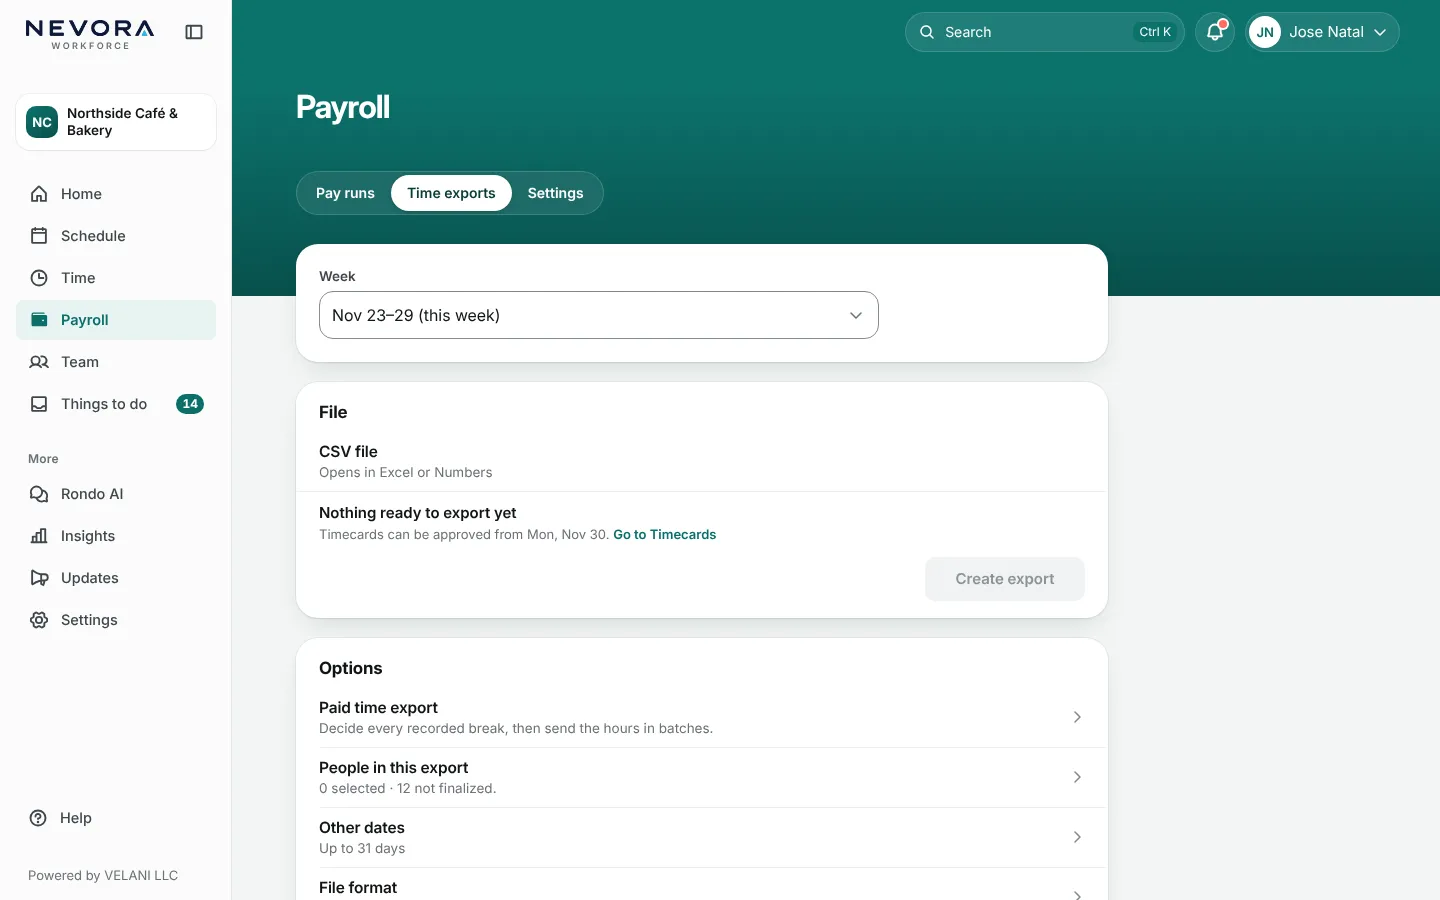 NEVORA
WORKFORCE
Search
Ctrl K
JN
Jose Natal
NC
Northside Café &
Bakery
Home
Schedule
Time
Payroll
Team
Things to do
14
More
Rondo AI
Insights
Updates
Settings
Help
Powered by VELANI LLC
Payroll
Pay runs
Time exports
Settings
Week
Nov 23–29 (this week)
File
CSV file
Opens in Excel or Numbers
Nothing ready to export yet
Timecards can be approved from Mon, Nov 30. Go to Timecards
Create export
Options
Paid time export
Decide every recorded break, then send the hours in batches.
People in this export
0 selected · 12 not finalized.
Other dates
Up to 31 days
File format